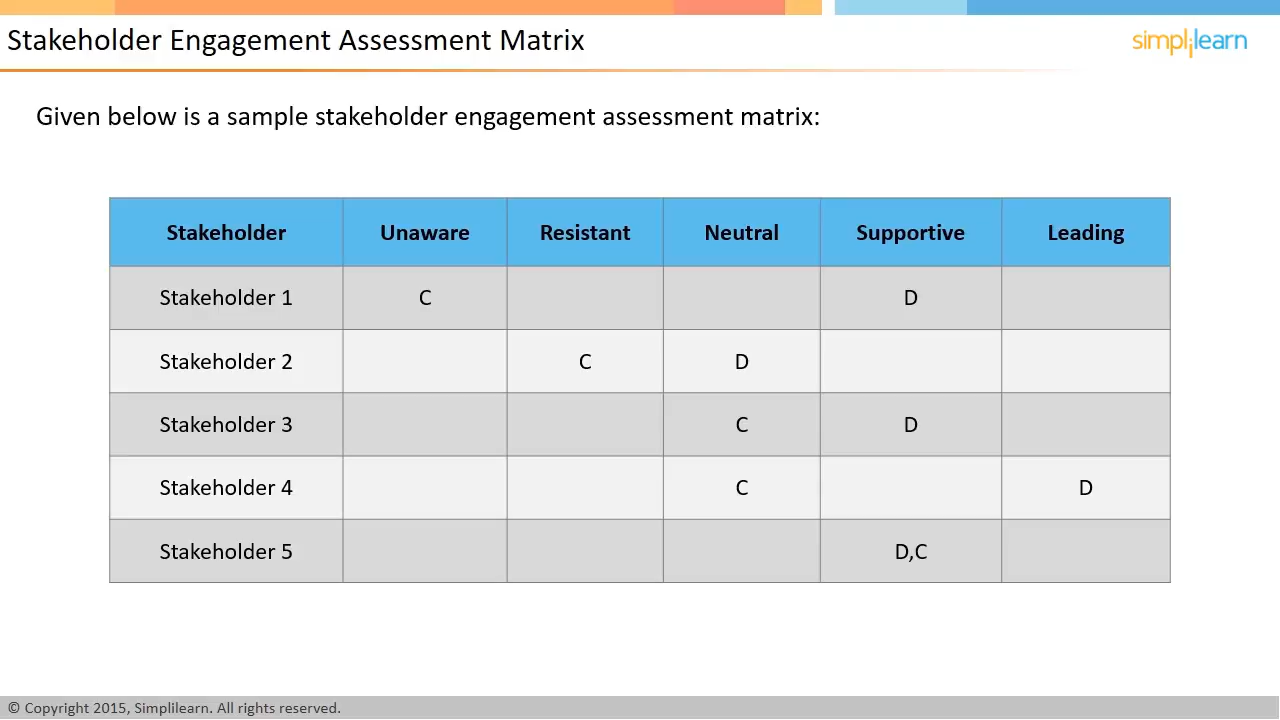 Stakeholder Engagement Assessment Matrix
simplilearn
Given below is a sample stakeholder engagement assessment matrix:
Stakeholder Unaware Resistant Neutral Supportive Leading
Stakeholder 1 C D
Stakeholder 2 C D
Stakeholder 3 C D
Stakeholder 4 C D
Stakeholder 5 D,C
© Copyright 2015, Simplilearn. All rights reserved.